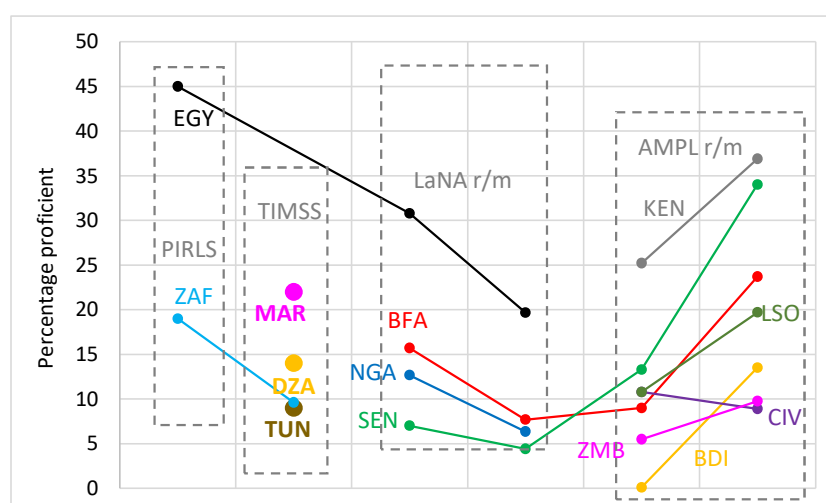 50
45
40
35
30
25
20
15
10
5
0
Percentage proficient
EGY
PIRLS
ZAF
TIMSS
MAR
DZA
TUN
LaNA r/m
BFA
NGA
SEN
AMPL r/m
KEN
LSO
CIV
ZMB
BDI